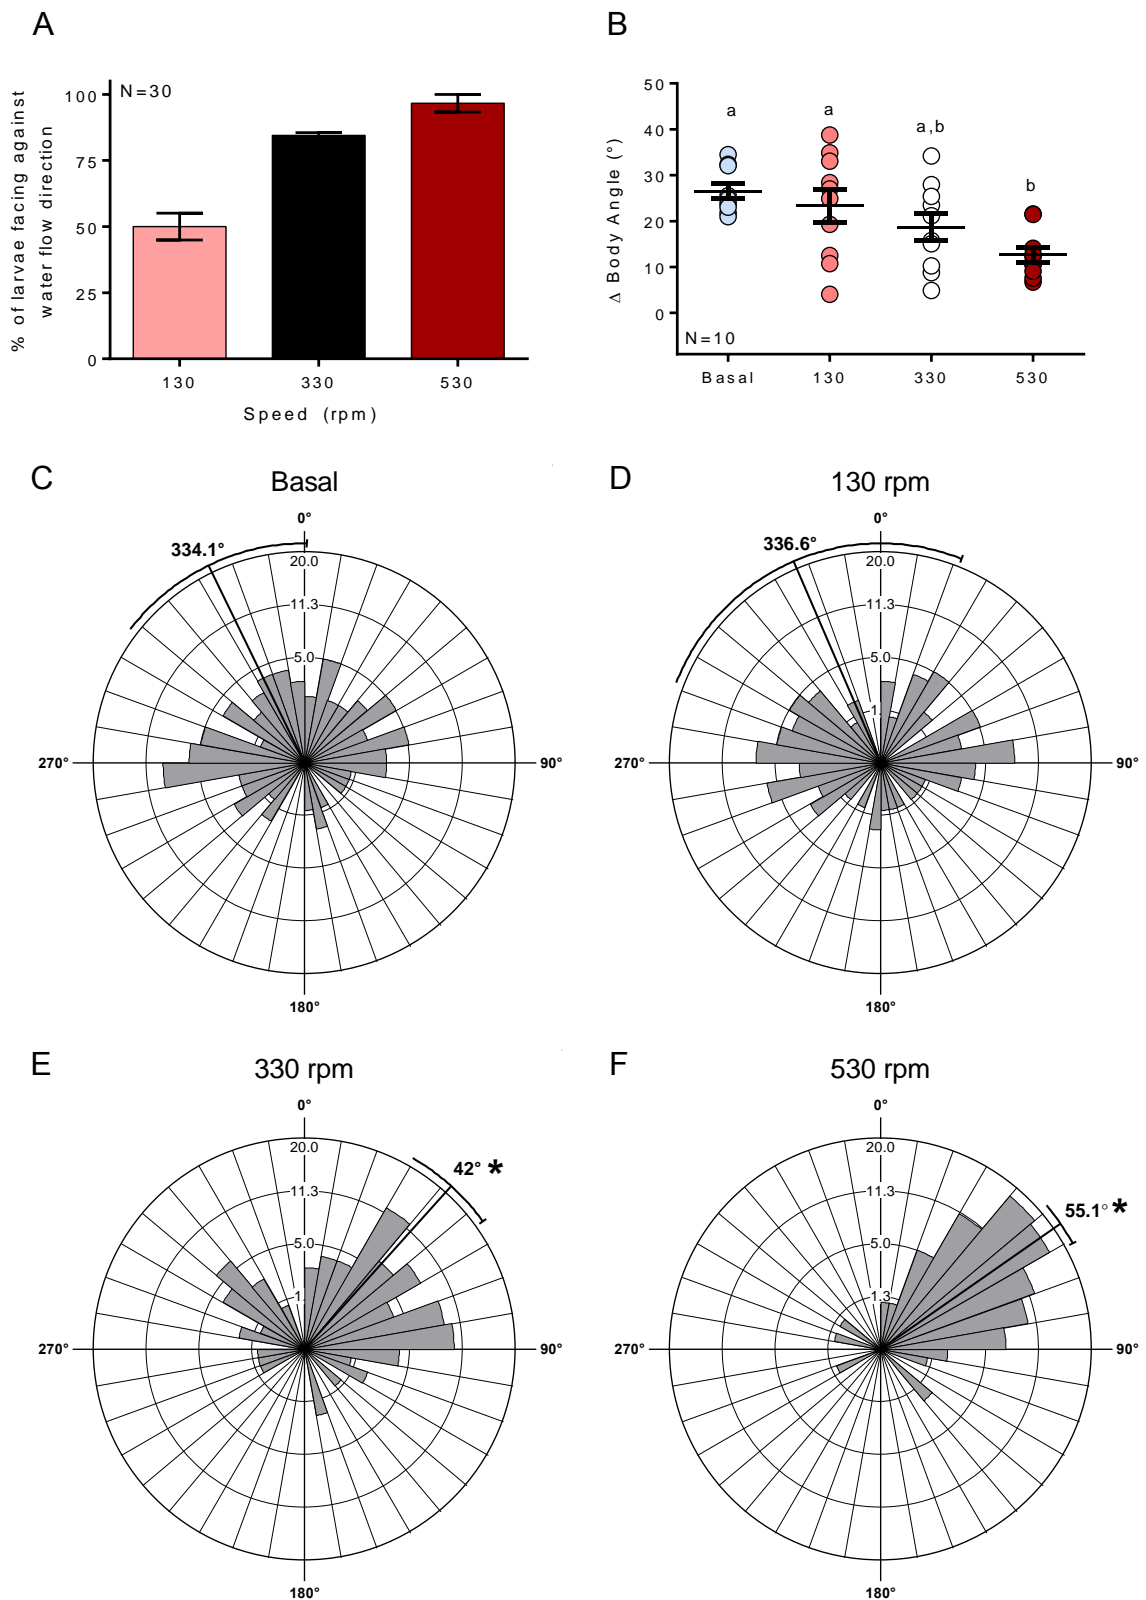 A
% of larvae facing against
water flow direction
N=30
100
75
50
25
0
130
330
530
Speed (rpm)
B
Δ Body Angle (°)
50
40
30
20
10
0
a
a
a,b
b
N=10
Basal
130
330
530
C
Basal
0°
334.1°
20.0
11.3
5.0
270°
90°
180°
D
130 rpm
0°
336.6°
20.0
11.3
5.0
1.
270°
90°
180°
E
330 rpm
0°
42° *
20.0
11.3
5.0
1.
270°
90°
180°
F
530 rpm
0°
55.1° *
20.0
11.3
5.0
1.3
270°
90°
180°